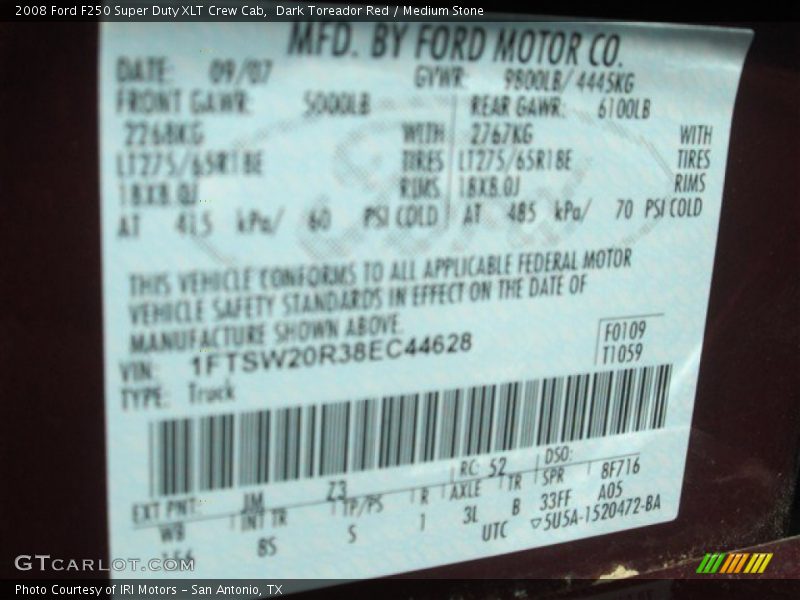 2008 Ford F250 Super Duty XLT Crew Cab,  Dark Toreador Red / Medium Stone
MFD. BY FORD MOTOR CO.
DATE: 09/07 GVWR: 9800LB/ 4445KG
FRONT GAWR: 5000LB REAR GAWR: 6100LB
2268KG WITH 2767KG WITH
LT275/65R18E TIRES LT275/65R18E TIRES
18X8.0J RIMS 18X8.0J RIMS
AT 415 kPa/ 60 PSI COLD AT 485 kPa/ 70 PSI COLD
THIS VEHICLE CONFORMS TO ALL APPLICABLE FEDERAL MOTOR
VEHICLE SAFETY STANDARDS IN EFFECT ON THE DATE OF
MANUFACTURE SHOWN ABOVE.
F0109
VIN: 1FTSW20R38EC44628
T1059
TYPE: Truck
EXT PNT: JM Z3 RC: 52 DSO:
WB INT TR TP/PS R AXLE TR SPR 8F716
156 8S S 1 3L B 33FF A05
UTC ▽5U5A-1520472-BA
GTCARLOT.COM
Photo Courtesy of IRI Motors – San Antonio, TX